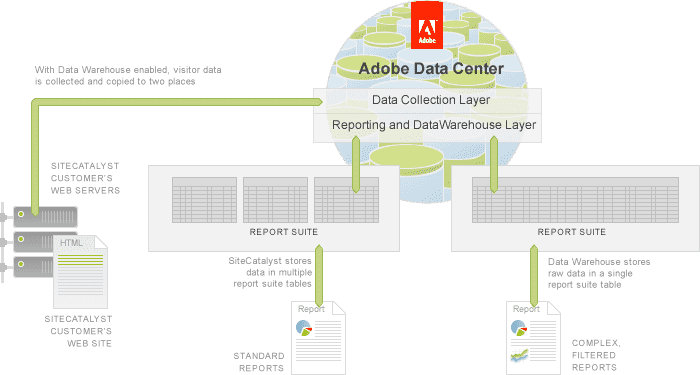 Adobe
Adobe Data Center
With Data Warehouse enabled, visitor data
is collected and copied to two places
Data Collection Layer
Reporting and DataWarehouse Layer
SITECATALYST
CUSTOMER'S
WEB SERVERS
HTML
SITECATALYST
CUSTOMER'S
WEB SITE
REPORT SUITE
REPORT SUITE
SiteCatalyst stores
data in multiple
report suite tables
Data Warehouse stores
raw data in a single
report suite table
Report
STANDARD
REPORTS
Report
COMPLEX,
FILTERED
REPORTS